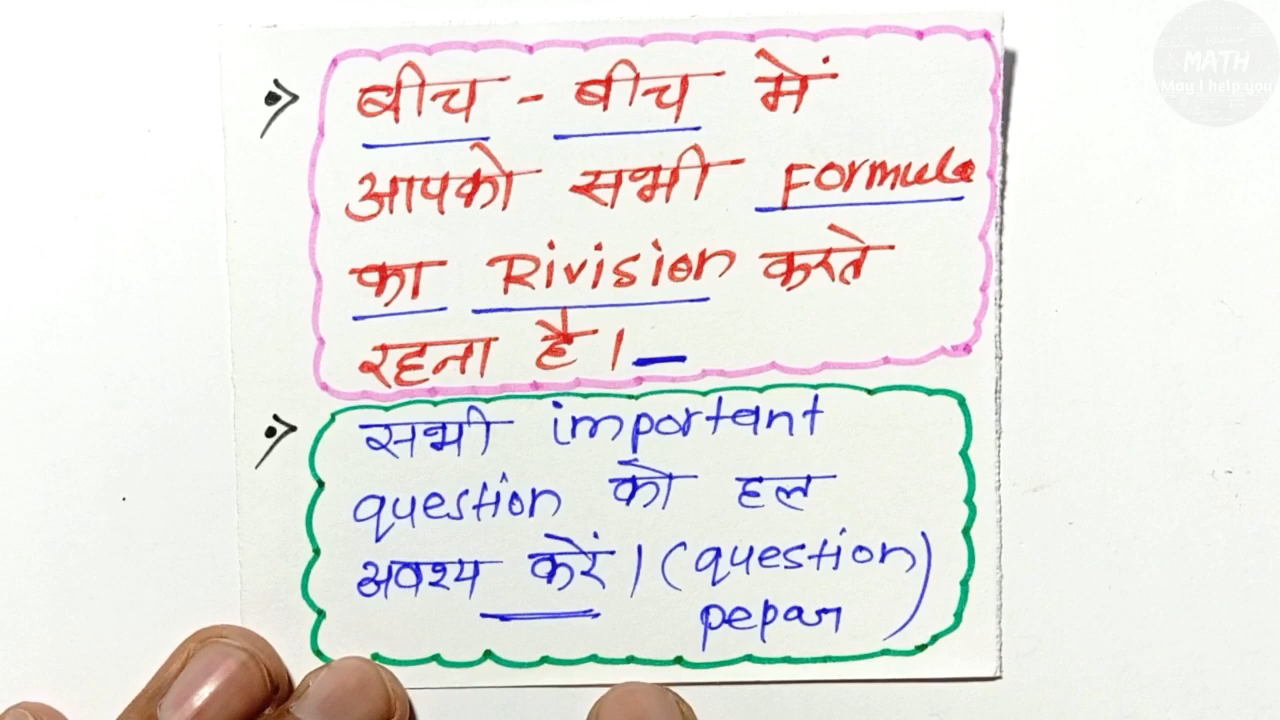 MATH
May I help you
बीच - बीच में
आपको सभी Formula
का Rivision करते
रहना है।
सभी important
question को हल
अवश्य करें। (question
pepar)